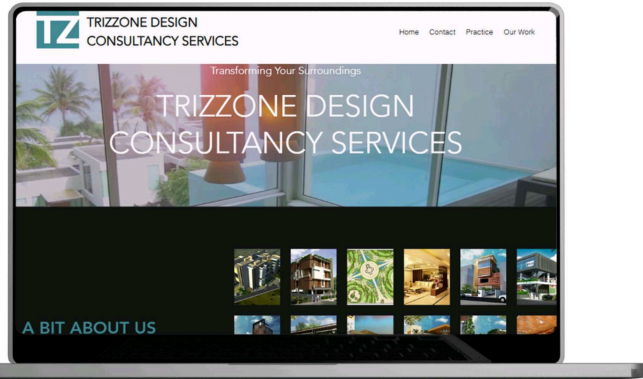 TZ
TRIZZONE DESIGN
CONSULTANCY SERVICES
Home Contact Practice Our Work
Transforming Your Surroundings
TRIZZONE DESIGN
CONSULTANCY SERVICES
A BIT ABOUT US